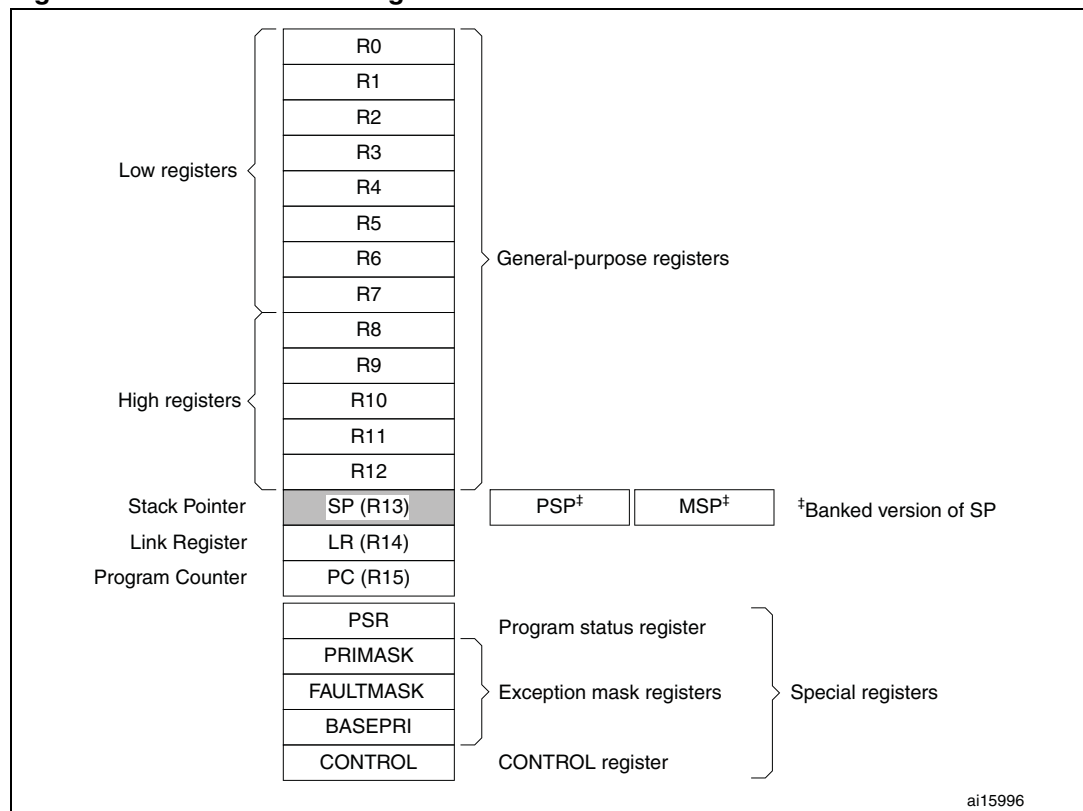 R0
R1
R2
R3
Low registers
R4
R5
R6
General-purpose registers
R7
R8
R9
High registers
R10
R11
R12
Stack Pointer
SP (R13)
PSP‡
MSP‡
‡Banked version of SP
Link Register
LR (R14)
Program Counter
PC (R15)
PSR
Program status register
PRIMASK
FAULTMASK
Exception mask registers
Special registers
BASEPRI
CONTROL
CONTROL register
ai15996